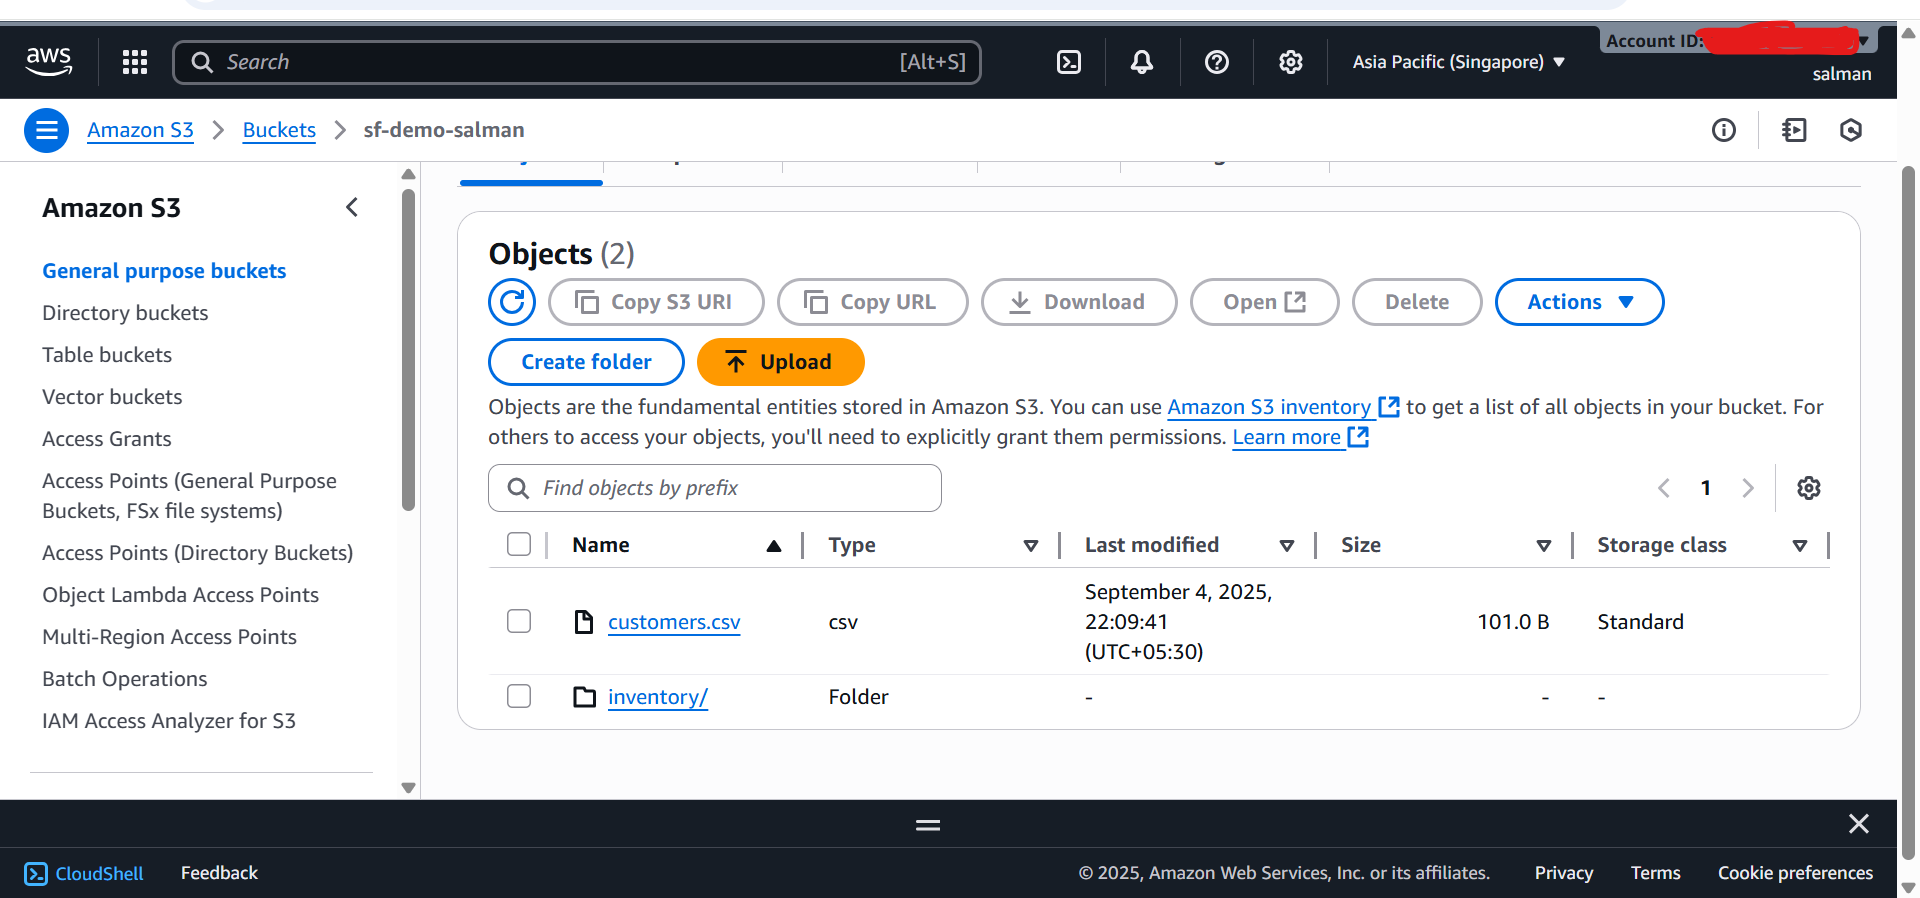 aws
Search
[Alt+S]
Asia Pacific (Singapore)
Account ID:
salman
Amazon S3
Buckets
sf-demo-salman
Amazon S3
General purpose buckets
Directory buckets
Table buckets
Vector buckets
Access Grants
Access Points (General Purpose
Buckets, FSx file systems)
Access Points (Directory Buckets)
Object Lambda Access Points
Multi-Region Access Points
Batch Operations
IAM Access Analyzer for S3
Objects (2)
Copy S3 URI
Copy URL
Download
Open
Delete
Actions
Create folder
Upload
Objects are the fundamental entities stored in Amazon S3. You can use Amazon S3 inventory to get a list of all objects in your bucket. For
others to access your objects, you'll need to explicitly grant them permissions. Learn more
Find objects by prefix
1
Name
Type
Last modified
Size
Storage class
customers.csv
csv
September 4, 2025,
22:09:41
(UTC+05:30)
101.0 B
Standard
inventory/
Folder
-
-
-
CloudShell
Feedback
© 2025, Amazon Web Services, Inc. or its affiliates.
Privacy
Terms
Cookie preferences